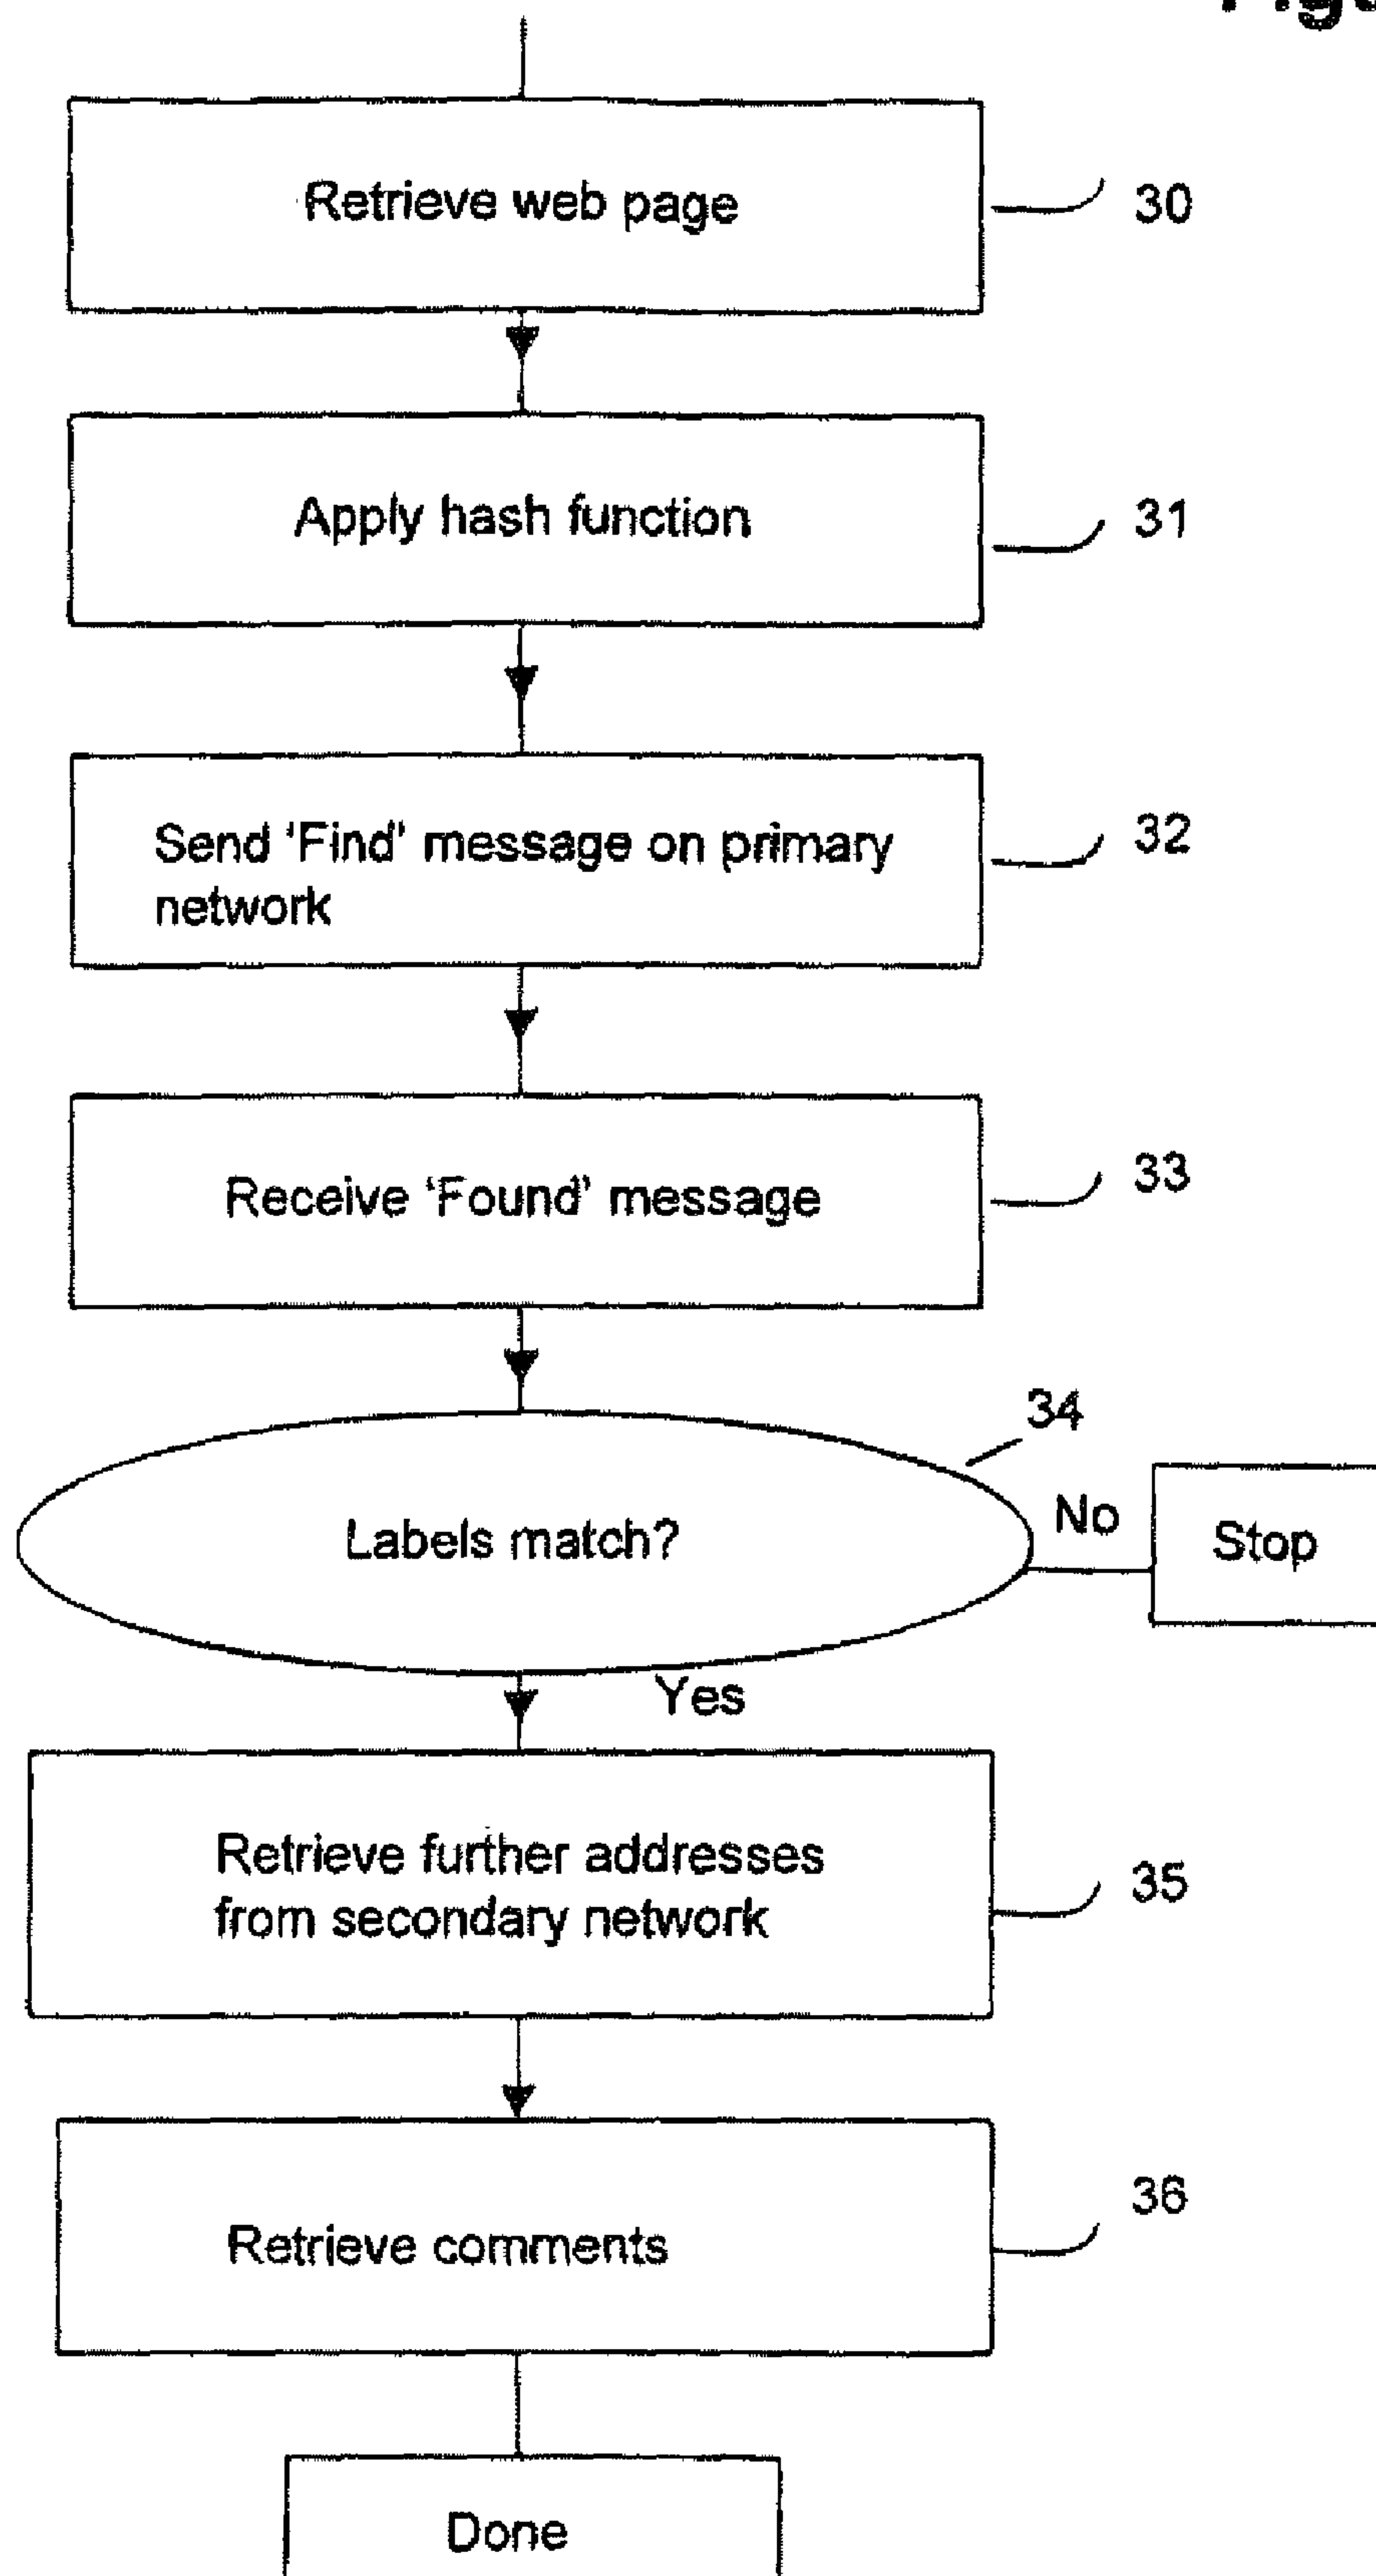 Retrieve web page
30
Apply hash function
31
Send 'Find' message on primary
network
32
Receive 'Found' message
33
34
Labels match?
No
Stop
Yes
Retrieve further addresses
from secondary network
35
Retrieve comments
36
Done